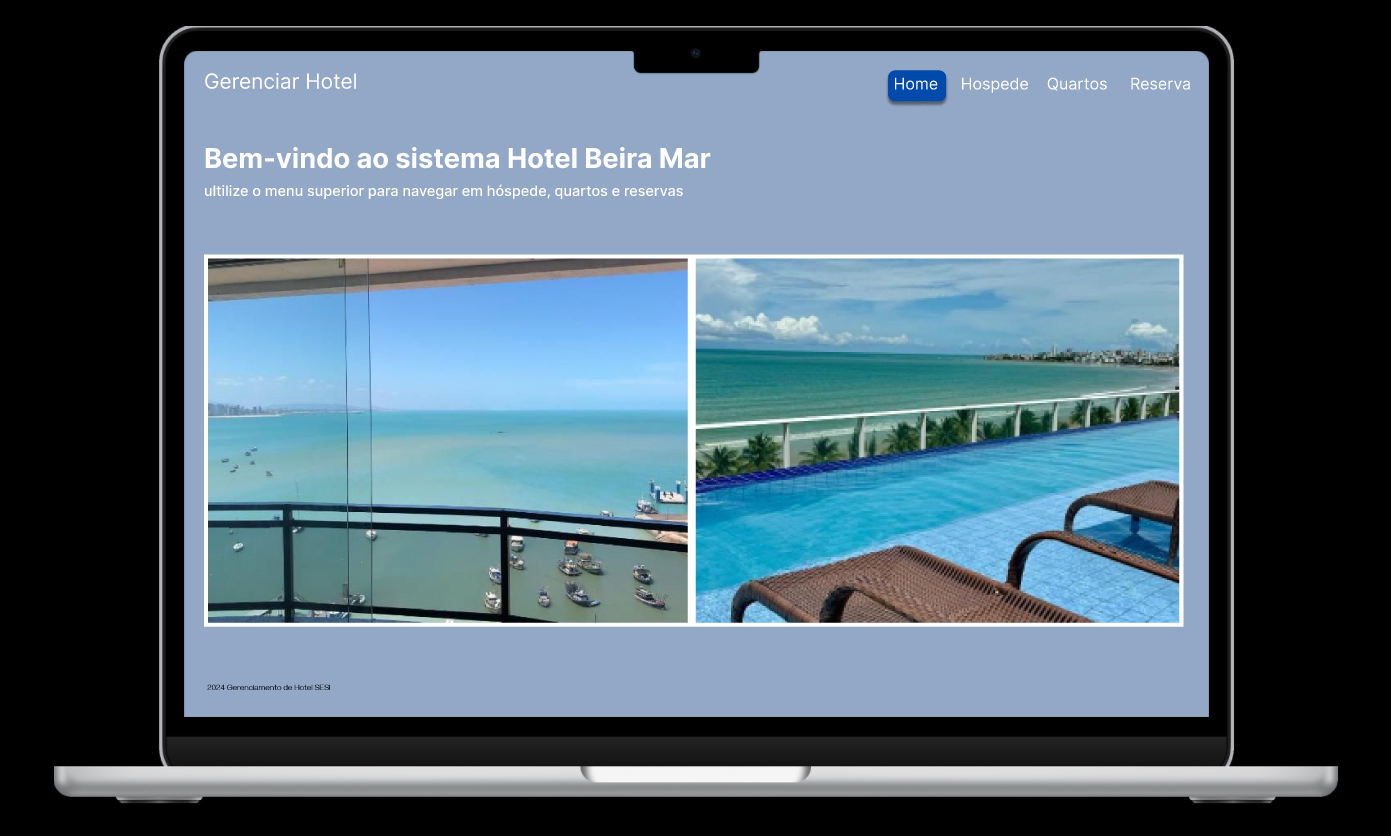 Gerenciar Hotel
Home Hospede Quartos Reserva
Bem-vindo ao sistema Hotel Beira Mar
ultilize o menu superior para navegar em hóspede, quartos e reservas
2024 Gerenciamento de Hotel SESI